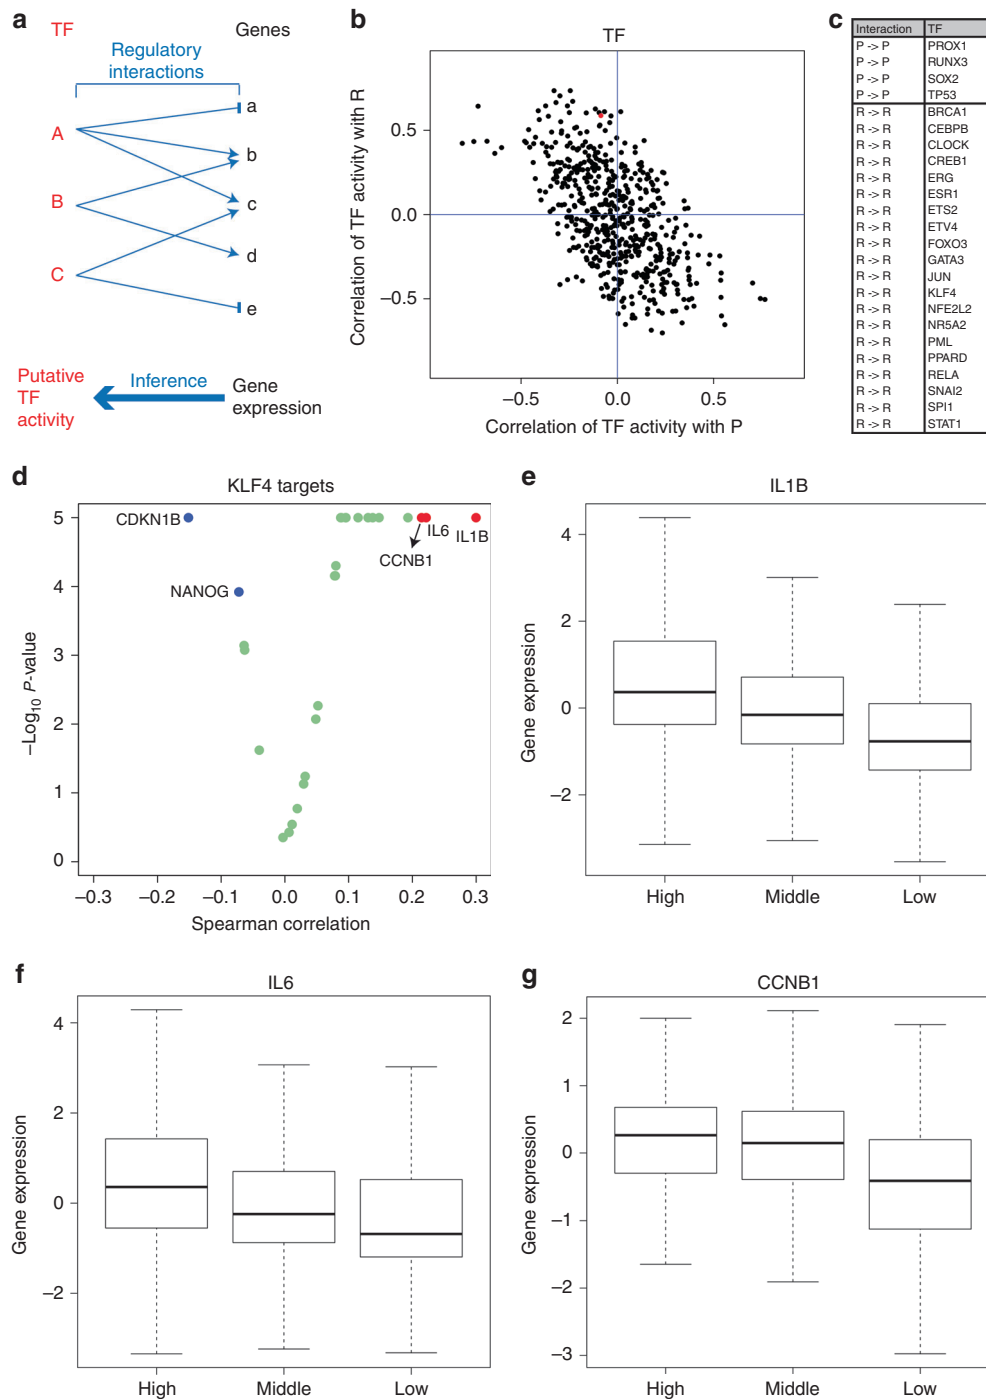 a
TF
Genes
Regulatory
interactions
A
B
C
a
b
c
d
e
Putative
TF
activity
Inference
Gene
expression
b
TF
Correlation of TF activity with R
0.5
0.0
−0.5
−0.5
0.0
0.5
Correlation of TF activity with P
c
Interaction TF
P -> P PROX1
P -> P RUNX3
P -> P SOX2
P -> P TP53
R -> R BRCA1
R -> R CEBPB
R -> R CLOCK
R -> R CREB1
R -> R ERG
R -> R ESR1
R -> R ETS2
R -> R ETV4
R -> R FOXO3
R -> R GATA3
R -> R JUN
R -> R KLF4
R -> R NFE2L2
R -> R NR5A2
R -> R PML
R -> R PPARD
R -> R RELA
R -> R SNAI2
R -> R SPI1
R -> R STAT1
d
KLF4 targets
−Log10 P-value
5
4
3
2
1
0
CDKN1B
NANOG
IL6
IL1B
CCNB1
−0.3
−0.2
−0.1
0.0
0.1
0.2
0.3
Spearman correlation
e
IL1B
Gene expression
4
2
0
−2
High
Middle
Low
f
IL6
Gene expression
4
2
0
−2
High
Middle
Low
g
CCNB1
Gene expression
2
1
0
−1
−2
−3
High
Middle
Low